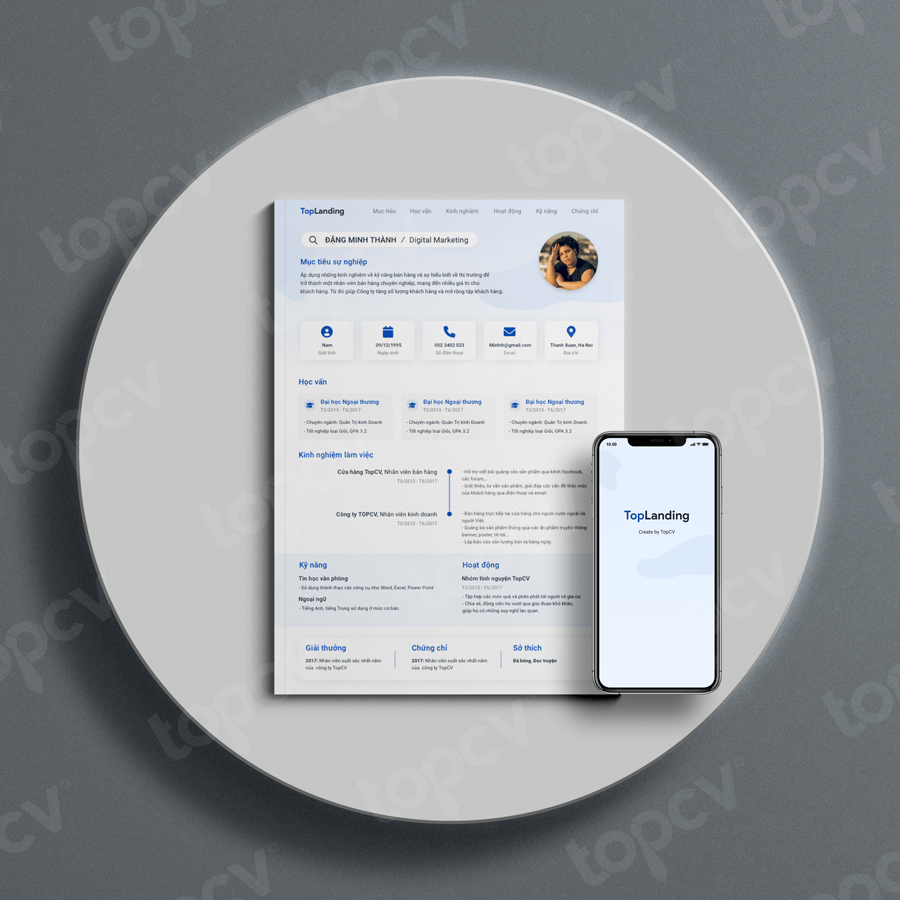 TopLanding
Mục tiêu
Học vấn
Kinh nghiệm
Hoạt động
Kỹ năng
Chứng chỉ
ĐẶNG MINH THÀNH / Digital Marketing
Mục tiêu sự nghiệp
Áp dụng những kinh nghiệm về kỹ năng bán hàng và sự hiểu biết về thị trường để
trở thành một nhân viên bán hàng chuyên nghiệp, mang đến nhiều giá trị cho
khách hàng. Từ đó giúp Công ty tăng số lượng khách hàng và mở rộng tập khách hàng.
Nam
Giới tính
09/12/1995
Ngày sinh
002 3402 023
Số điện thoại
Minhth@gmail.com
Email
Thanh Xuan, Ha Noi
Địa chỉ
Học vấn
Đại học Ngoại thương
T3/2013 - T6/2017
- Chuyên ngành: Quản Trị kinh Doanh
- Tốt nghiệp loại Giỏi, GPA 3.2
Đại học Ngoại thương
T3/2013 - T6/2017
- Chuyên ngành: Quản Trị kinh Doanh
- Tốt nghiệp loại Giỏi, GPA 3.2
Đại học Ngoại thương
T3/2013 - T6/2017
- Chuyên ngành: Quản Trị kinh Doanh
- Tốt nghiệp loại Giỏi, GPA 3.2
Kinh nghiệm làm việc
Cửa hàng TopCV, Nhân viên bán hàng
T2/2013 - T6/2017
- Hỗ trợ viết bài quảng cáo sản phẩm qua kênh facebook,
các forum,...
- Giới thiệu, tư vấn sản phẩm, giải đáp các vấn đề thắc mắc
của khách hàng qua điện thoại và email.
Công ty TOPCV, Nhân viên kinh doanh
T3/2013 - T6/2017
- Bán hàng trực tiếp tại cửa hàng cho người nước ngoài và
người Việt.
- Quảng bá sản phẩm thông qua các ấn phẩm truyền thông
banner, poster, tờ rơi...
- Lập báo cáo sản lượng bán ra hằng ngày.
Kỹ năng
Tin học văn phòng
- Sử dụng thành thạo các công cụ như Word, Excel, Power Point
Ngoại ngữ
- Tiếng Anh, tiếng Trung sử dụng ở mức cơ bản.
Hoạt động
Nhóm tình nguyện TopCV
T3/2013 - T6/2017
- Tập hợp các món quà và phân phát tới người vô gia cư.
- Chia sẻ, động viên họ vượt qua giai đoạn khó khăn,
giúp họ có những suy nghĩ lạc quan.
Giải thưởng
2017: Nhân viên xuất sắc nhất năm
của công ty TopCV
Chứng chỉ
2017: Nhân viên xuất sắc nhất năm
của công ty TopCV
Sở thích
Đá bóng, Đọc truyện
10.00
TopLanding
Create by TopCV
topcv